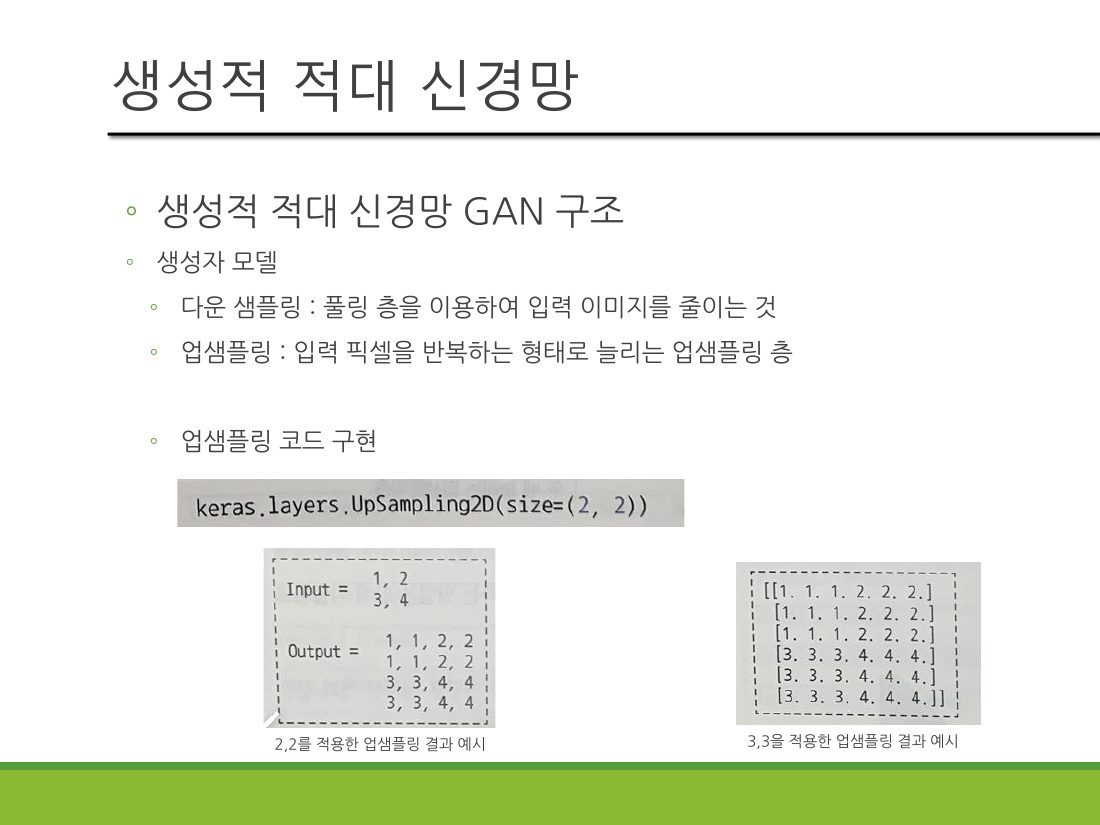 생성적 적대 신경망
◦ 생성적 적대 신경망 GAN 구조
◦ 생성자 모델
◦ 다운 샘플링 : 풀링 층을 이용하여 입력 이미지를 줄이는 것
◦ 업샘플링 : 입력 픽셀을 반복하는 형태로 늘리는 업샘플링 층
◦ 업샘플링 코드 구현
keras.layers.UpSampling2D(size=(2, 2))
Input = 1, 2
3, 4
Output = 1, 1, 2, 2
1, 1, 2, 2
3, 3, 4, 4
3, 3, 4, 4
2,2를 적용한 업샘플링 결과 예시
[[1. 1. 1. 2. 2. 2.]
[1. 1. 1. 2. 2. 2.]
[1. 1. 1. 2. 2. 2.]
[3. 3. 3. 4. 4. 4.]
[3. 3. 3. 4. 4. 4.]
[3. 3. 3. 4. 4. 4.]]
3,3을 적용한 업샘플링 결과 예시